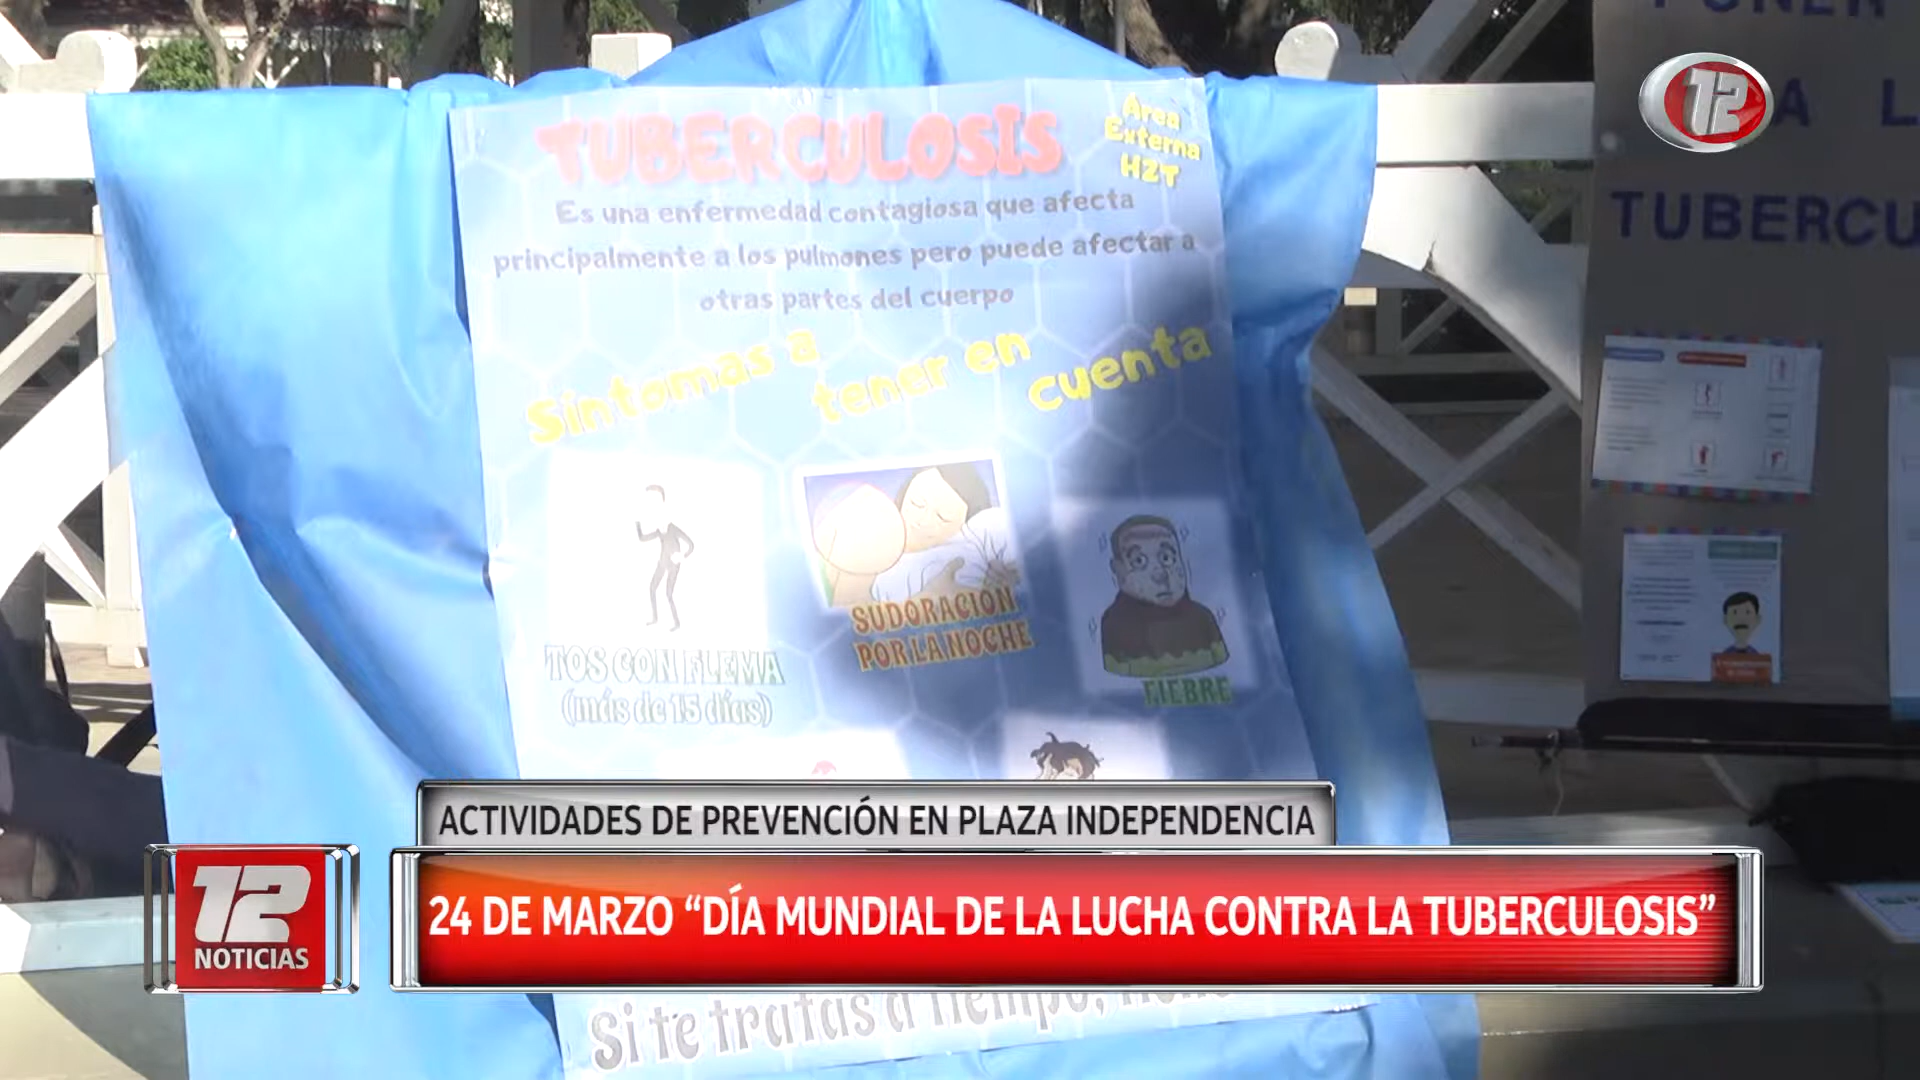 TUBERCULOSIS
Area
Externa
HZT
Es una enfermedad contagiosa que afecta
principalmente a los pulmones pero puede afectar a
otras partes del cuerpo
Síntomas a
tener en
cuenta
TOS CON FLEMA
(más de 15 días)
SUDORACION
POR LA NOCHE
FIEBRE
Si te tratas a tiempo,
12
A L
TUBERCU
ACTIVIDADES DE PREVENCIÓN EN PLAZA INDEPENDENCIA
12
NOTICIAS
24 DE MARZO “DÍA MUNDIAL DE LA LUCHA CONTRA LA TUBERCULOSIS”